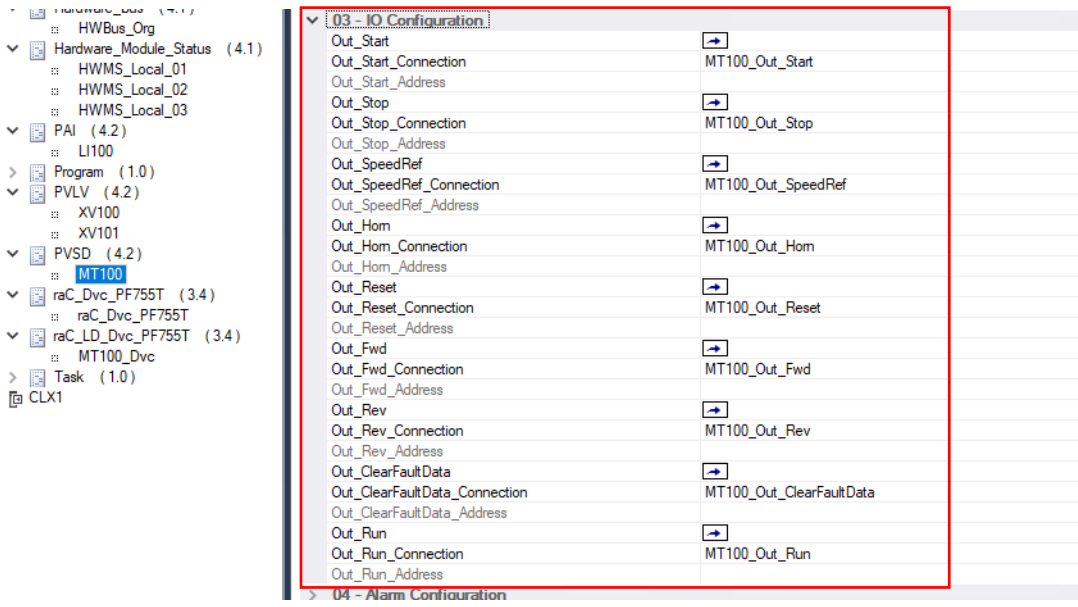 Hardware_Bus (4.1)
HWBus_Org
Hardware_Module_Status (4.1)
HWMS_Local_01
HWMS_Local_02
HWMS_Local_03
PAI (4.2)
LI100
Program (1.0)
PVLV (4.2)
XV100
XV101
PVSD (4.2)
MT100
raC_Dvc_PF755T (3.4)
raC_Dvc_PF755T
raC_LD_Dvc_PF755T (3.4)
MT100_Dvc
Task (1.0)
CLX1
03 - IO Configuration
Out_Start
Out_Start_Connection MT100_Out_Start
Out_Start_Address
Out_Stop
Out_Stop_Connection MT100_Out_Stop
Out_Stop_Address
Out_SpeedRef
Out_SpeedRef_Connection MT100_Out_SpeedRef
Out_SpeedRef_Address
Out_Horn
Out_Horn_Connection MT100_Out_Horn
Out_Horn_Address
Out_Reset
Out_Reset_Connection MT100_Out_Reset
Out_Reset_Address
Out_Fwd
Out_Fwd_Connection MT100_Out_Fwd
Out_Fwd_Address
Out_Rev
Out_Rev_Connection MT100_Out_Rev
Out_Rev_Address
Out_ClearFaultData
Out_ClearFaultData_Connection MT100_Out_ClearFaultData
Out_ClearFaultData_Address
Out_Run
Out_Run_Connection MT100_Out_Run
Out_Run_Address
04 - Alarm Configuration